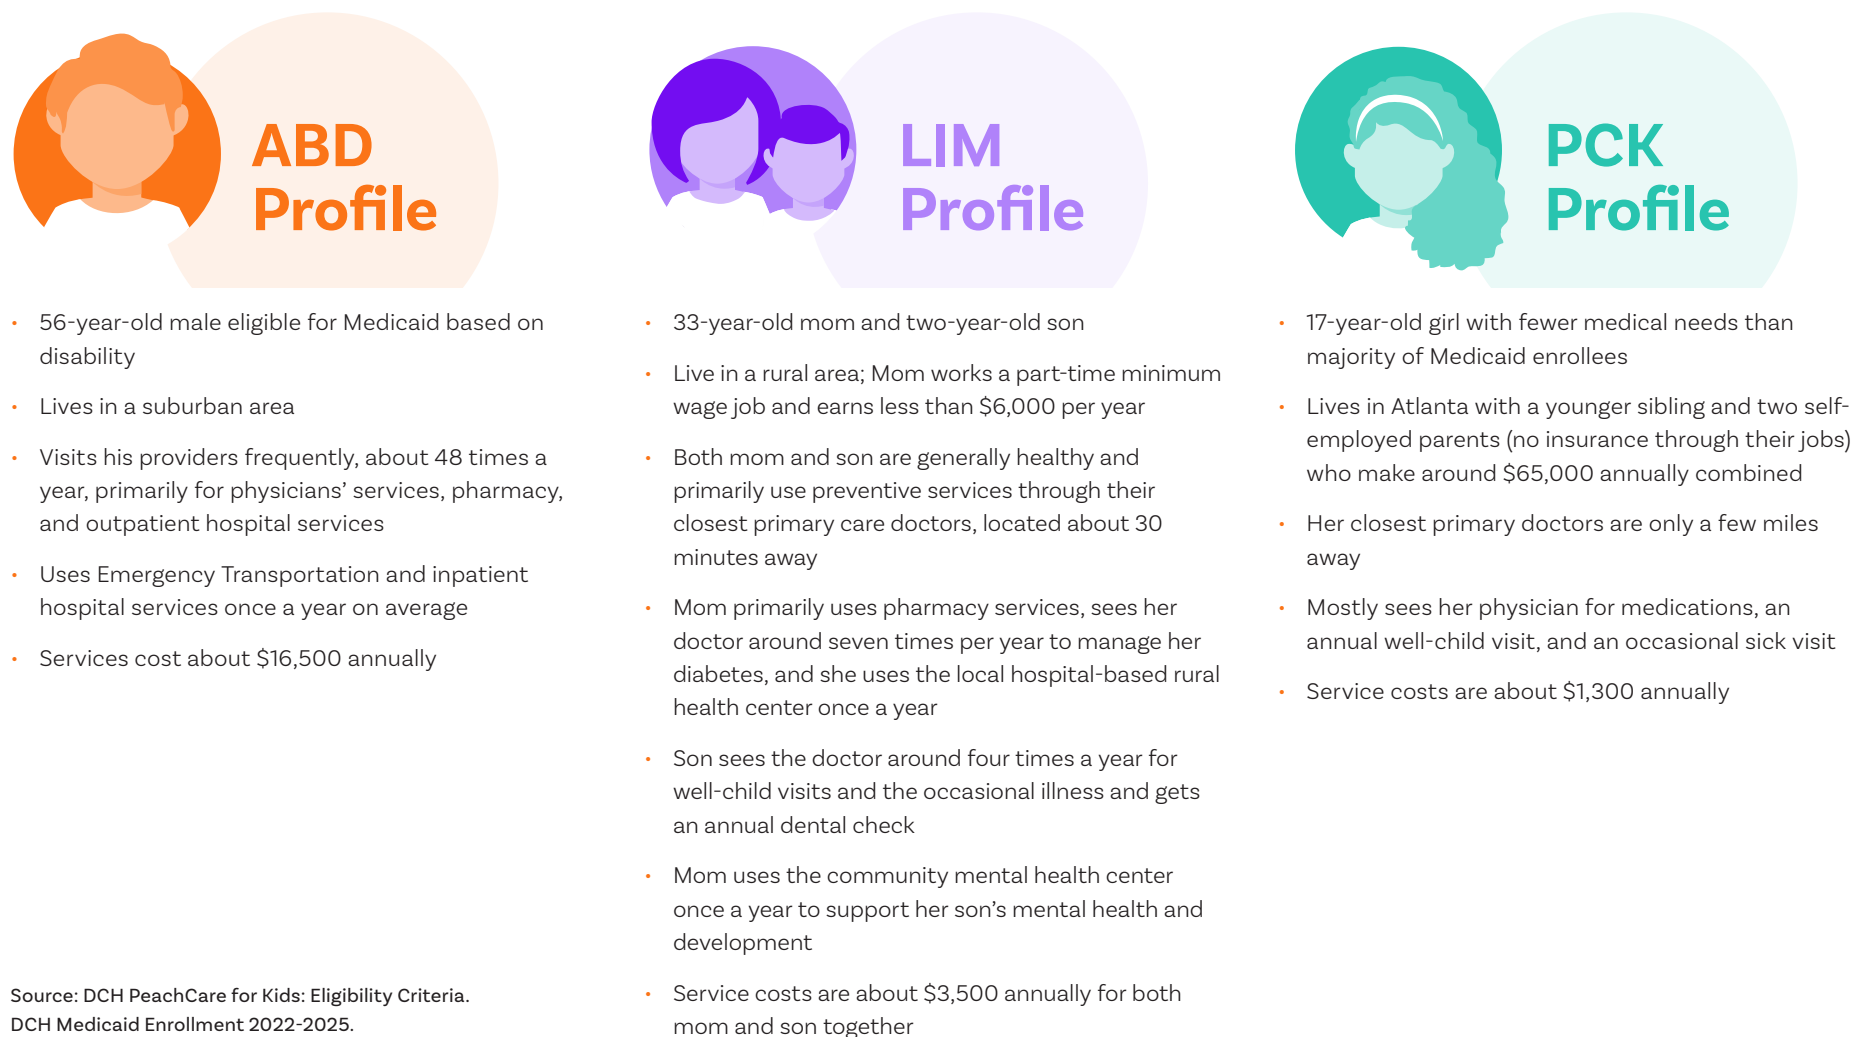 ABD
Profile
• 56-year-old male eligible for Medicaid based on
disability
• Lives in a suburban area
• Visits his providers frequently, about 48 times a
year, primarily for physicians’ services, pharmacy,
and outpatient hospital services
• Uses Emergency Transportation and inpatient
hospital services once a year on average
• Services cost about $16,500 annually
LIM
Profile
• 33-year-old mom and two-year-old son
• Live in a rural area; Mom works a part-time minimum
wage job and earns less than $6,000 per year
• Both mom and son are generally healthy and
primarily use preventive services through their
closest primary care doctors, located about 30
minutes away
• Mom primarily uses pharmacy services, sees her
doctor around seven times per year to manage her
diabetes, and she uses the local hospital-based rural
health center once a year
• Son sees the doctor around four times a year for
well-child visits and the occasional illness and gets
an annual dental check
• Mom uses the community mental health center
once a year to support her son’s mental health and
development
• Service costs are about $3,500 annually for both
mom and son together
PCK
Profile
• 17-year-old girl with fewer medical needs than
majority of Medicaid enrollees
• Lives in Atlanta with a younger sibling and two self-
employed parents (no insurance through their jobs)
who make around $65,000 annually combined
• Her closest primary doctors are only a few miles
away
• Mostly sees her physician for medications, an
annual well-child visit, and an occasional sick visit
• Service costs are about $1,300 annually
Source: DCH PeachCare for Kids: Eligibility Criteria.
DCH Medicaid Enrollment 2022-2025.